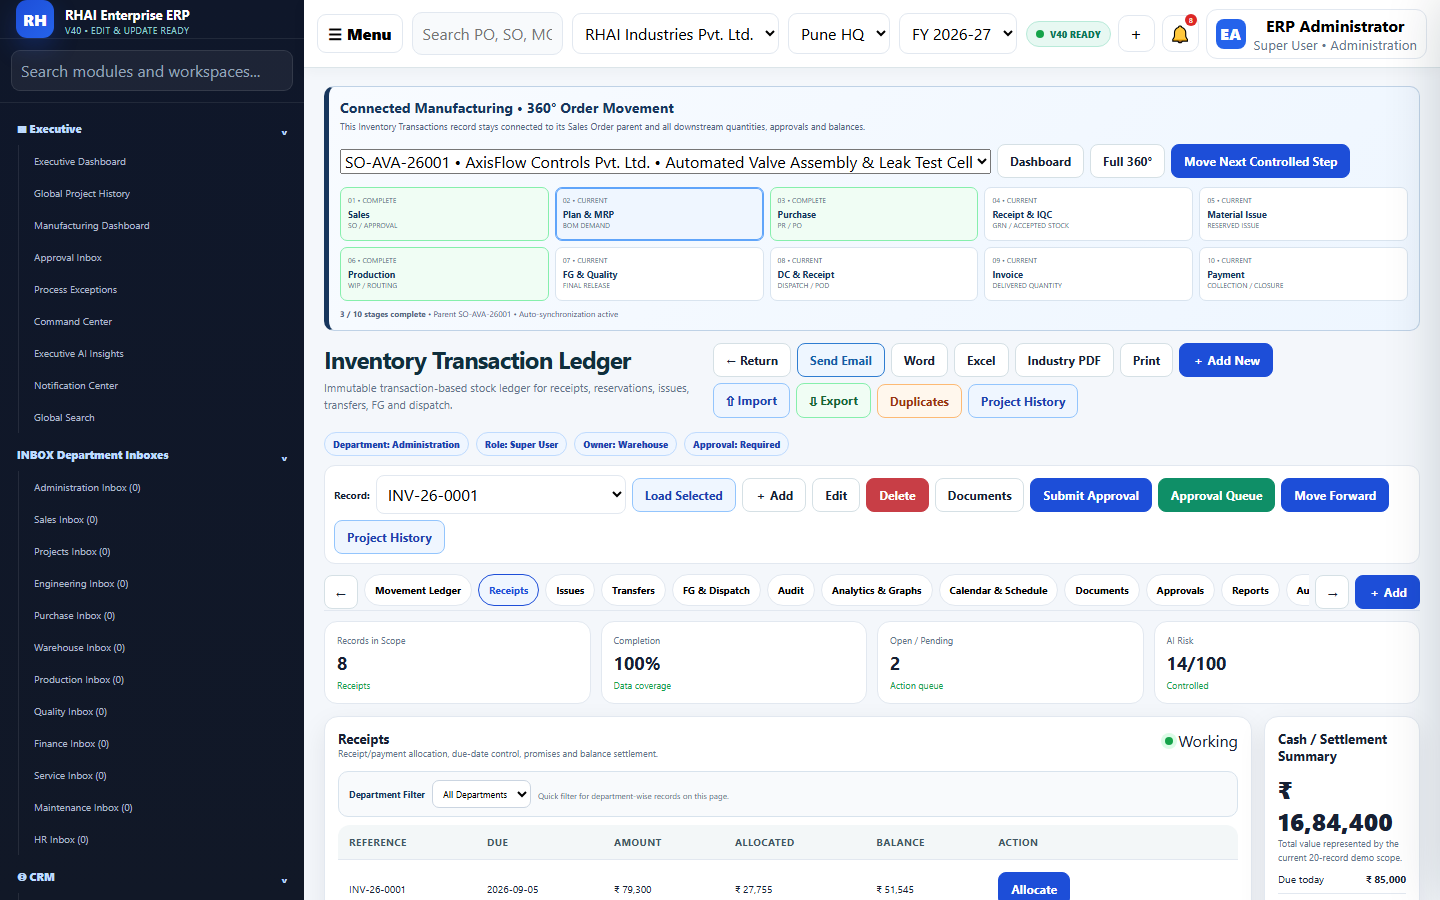 RH
RHAI Enterprise ERP
V40 • EDIT & UPDATE READY
Search modules and workspaces...
Executive
Executive Dashboard
Global Project History
Manufacturing Dashboard
Approval Inbox
Process Exceptions
Command Center
Executive AI Insights
Notification Center
Global Search
INBOX Department Inboxes
Administration Inbox (0)
Sales Inbox (0)
Projects Inbox (0)
Engineering Inbox (0)
Purchase Inbox (0)
Warehouse Inbox (0)
Production Inbox (0)
Quality Inbox (0)
Finance Inbox (0)
Service Inbox (0)
Maintenance Inbox (0)
HR Inbox (0)
CRM
☰ Menu
Search PO, SO, MC
RHAI Industries Pvt. Ltd.
Pune HQ
FY 2026-27
V40 READY
+
8
EA
ERP Administrator
Super User • Administration
Connected Manufacturing • 360° Order Movement
This Inventory Transactions record stays connected to its Sales Order parent and all downstream quantities, approvals and balances.
SO-AVA-26001 • AxisFlow Controls Pvt. Ltd. • Automated Valve Assembly & Leak Test Cell
Dashboard
Full 360°
Move Next Controlled Step
01 • COMPLETE
Sales
SO / APPROVAL
02 • CURRENT
Plan & MRP
BOM DEMAND
03 • COMPLETE
Purchase
PR / PO
04 • CURRENT
Receipt & IQC
GRN / ACCEPTED STOCK
05 • CURRENT
Material Issue
RESERVED ISSUE
06 • COMPLETE
Production
WIP / ROUTING
07 • CURRENT
FG & Quality
FINAL RELEASE
08 • CURRENT
DC & Receipt
DISPATCH / POD
09 • CURRENT
Invoice
DELIVERED QUANTITY
10 • CURRENT
Payment
COLLECTION / CLOSURE
3 / 10 stages complete • Parent SO-AVA-26001 • Auto-synchronization active
Inventory Transaction Ledger
Immutable transaction-based stock ledger for receipts, reservations, issues,
transfers, FG and dispatch.
← Return
Send Email
Word
Excel
Industry PDF
Print
+ Add New
⇧ Import
⇩ Export
Duplicates
Project History
Department: Administration
Role: Super User
Owner: Warehouse
Approval: Required
Record:
INV-26-0001
Load Selected
+ Add
Edit
Delete
Documents
Submit Approval
Approval Queue
Move Forward
Project History
←
Movement Ledger
Receipts
Issues
Transfers
FG & Dispatch
Audit
Analytics & Graphs
Calendar & Schedule
Documents
Approvals
Reports
Au
→
+ Add
Records in Scope
8
Receipts
Completion
100%
Data coverage
Open / Pending
2
Action queue
AI Risk
14/100
Controlled
Receipts
Receipt/payment allocation, due-date control, promises and balance settlement.
Working
Department Filter
All Departments
Quick filter for department-wise records on this page.
REFERENCE DUE AMOUNT ALLOCATED BALANCE ACTION
INV-26-0001 2026-09-05 ₹ 79,300 ₹ 27,755 ₹ 51,545 Allocate
Cash / Settlement
Summary
₹
16,84,400
Total value represented by the
current 20-record demo scope.
Due today ₹ 85,000